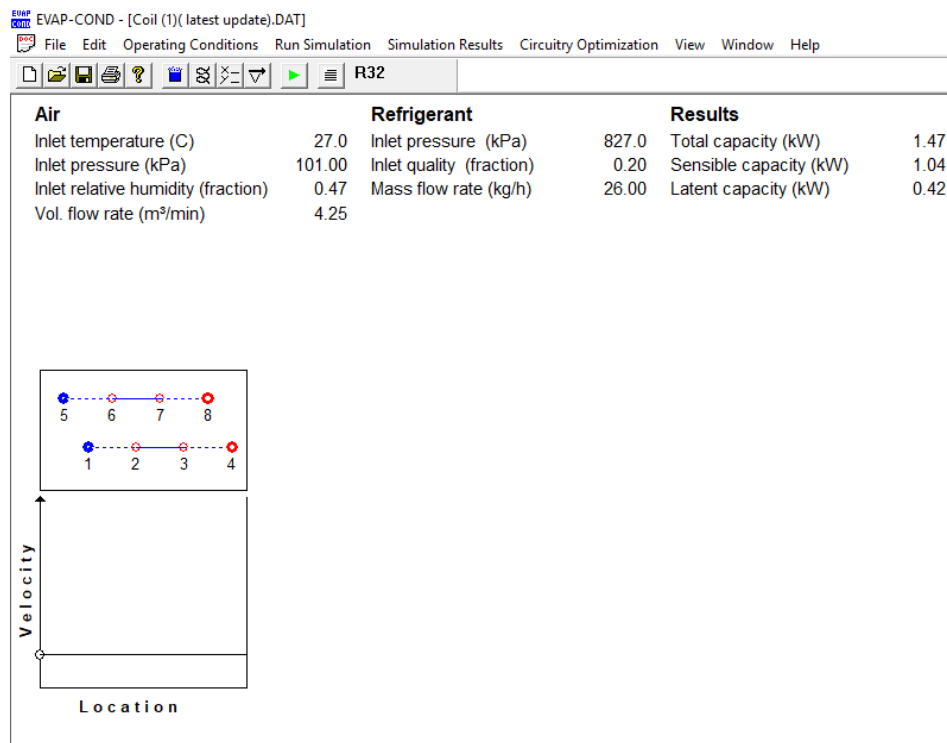 EVAP-COND - [Coil (1)( latest update).DAT]
File Edit Operating Conditions Run Simulation Simulation Results Circuitry Optimization View Window Help
R32
Air Refrigerant Results
Inlet temperature (C) 27.0 Inlet pressure (kPa) 827.0 Total capacity (kW) 1.47
Inlet pressure (kPa) 101.00 Inlet quality (fraction) 0.20 Sensible capacity (kW) 1.04
Inlet relative humidity (fraction) 0.47 Mass flow rate (kg/h) 26.00 Latent capacity (kW) 0.42
Vol. flow rate (m³/min) 4.25
5 6 7 8
1 2 3 4
Velocity
Location